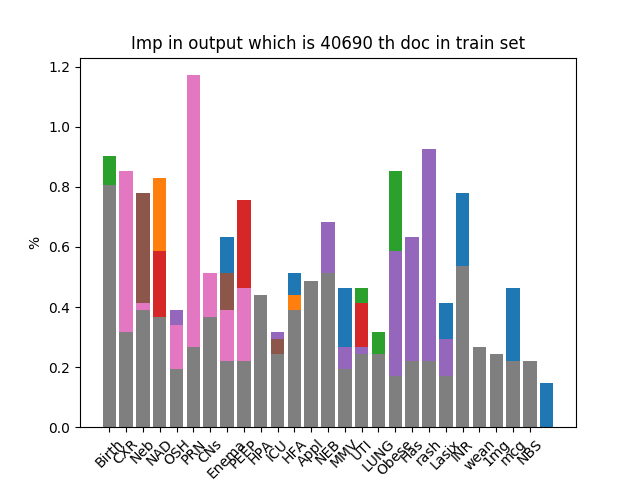 Imp in output which is 40690 th doc in train set
1.2
1.0
0.8
0.6
0.4
0.2
0.0
%
Birth
CXR
Neb
NAD
OSH
PRN
CNs
Enema
PEEP
HPA
ICU
HFA
Appl
NEB
MMV
UTI
LUNG
Obese
Has
rash
Lasix
INR
wean
1mg
mcg
NBS